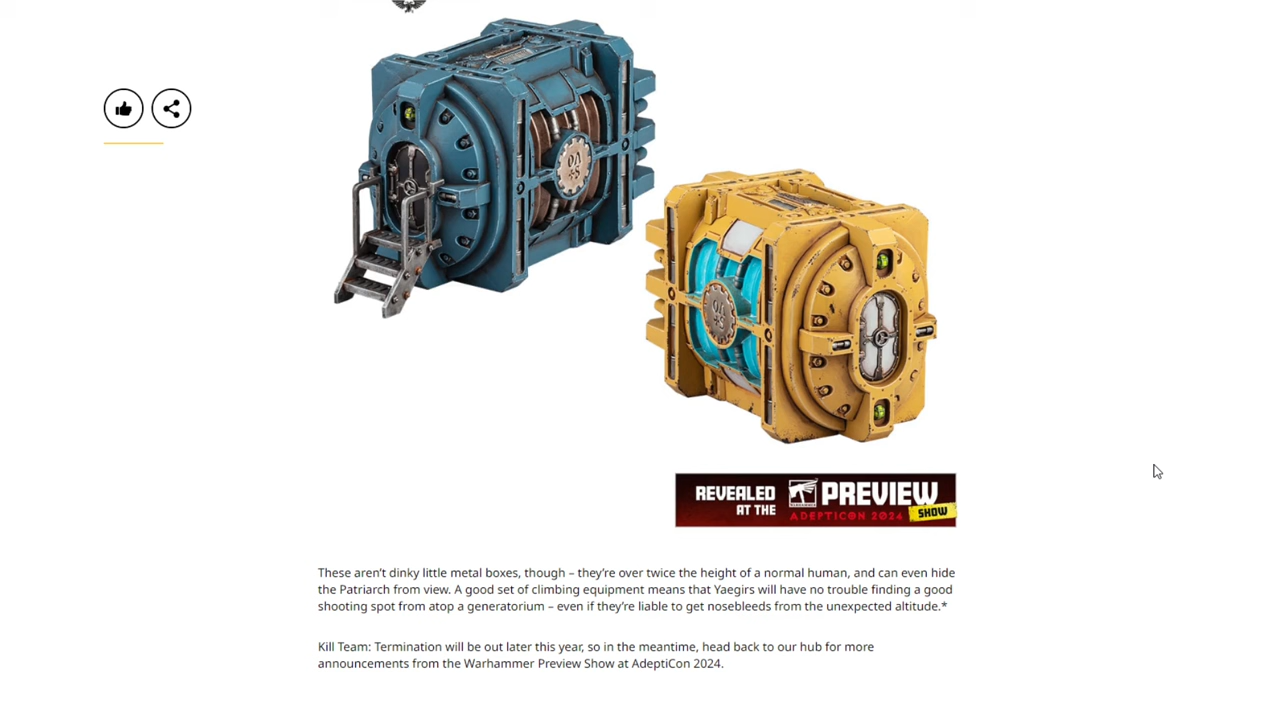 REVEALED
AT THE
PREVIEW
ADEPTICON 2024
SHOW
These aren’t dinky little metal boxes, though – they’re over twice the height of a normal human, and can even hide
the Patriarch from view. A good set of climbing equipment means that Yaegirs will have no trouble finding a good
shooting spot from atop a generatorium – even if they’re liable to get nosebleeds from the unexpected altitude.*
Kill Team: Termination will be out later this year, so in the meantime, head back to our hub for more
announcements from the Warhammer Preview Show at AdeptiCon 2024.